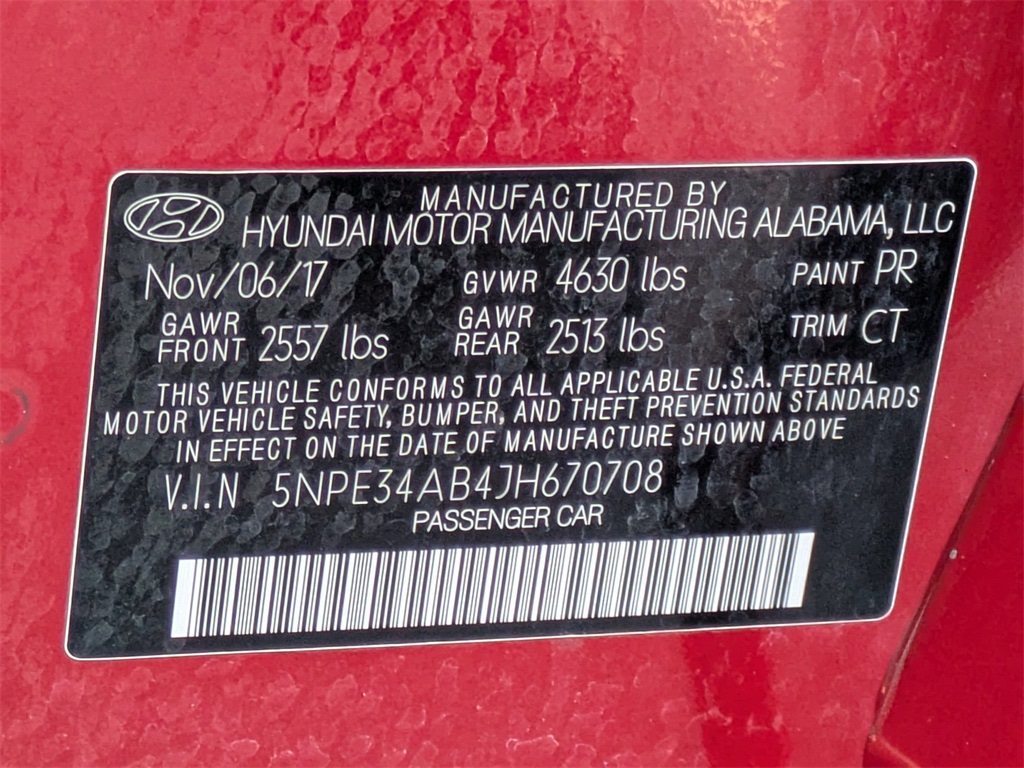 MANUFACTURED BY
HYUNDAI MOTOR MANUFACTURING ALABAMA, LLC
Nov/06/17 GVWR 4630 lbs PAINT PR
GAWR FRONT 2557 lbs GAWR REAR 2513 lbs TRIM CT
THIS VEHICLE CONFORMS TO ALL APPLICABLE U.S.A. FEDERAL
MOTOR VEHICLE SAFETY, BUMPER, AND THEFT PREVENTION STANDARDS
IN EFFECT ON THE DATE OF MANUFACTURE SHOWN ABOVE
V.I.N 5NPE34AB4JH670708
PASSENGER CAR